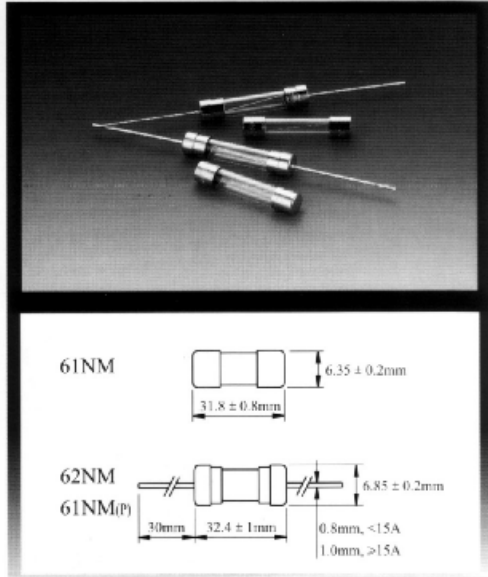 61NM
6.35 ± 0.2mm
31.8 ± 0.8mm
62NM
61NM(P)
6.85 ± 0.2mm
30mm
32.4 ± 1mm
0.8mm, <15A
1.0mm, ≥15A